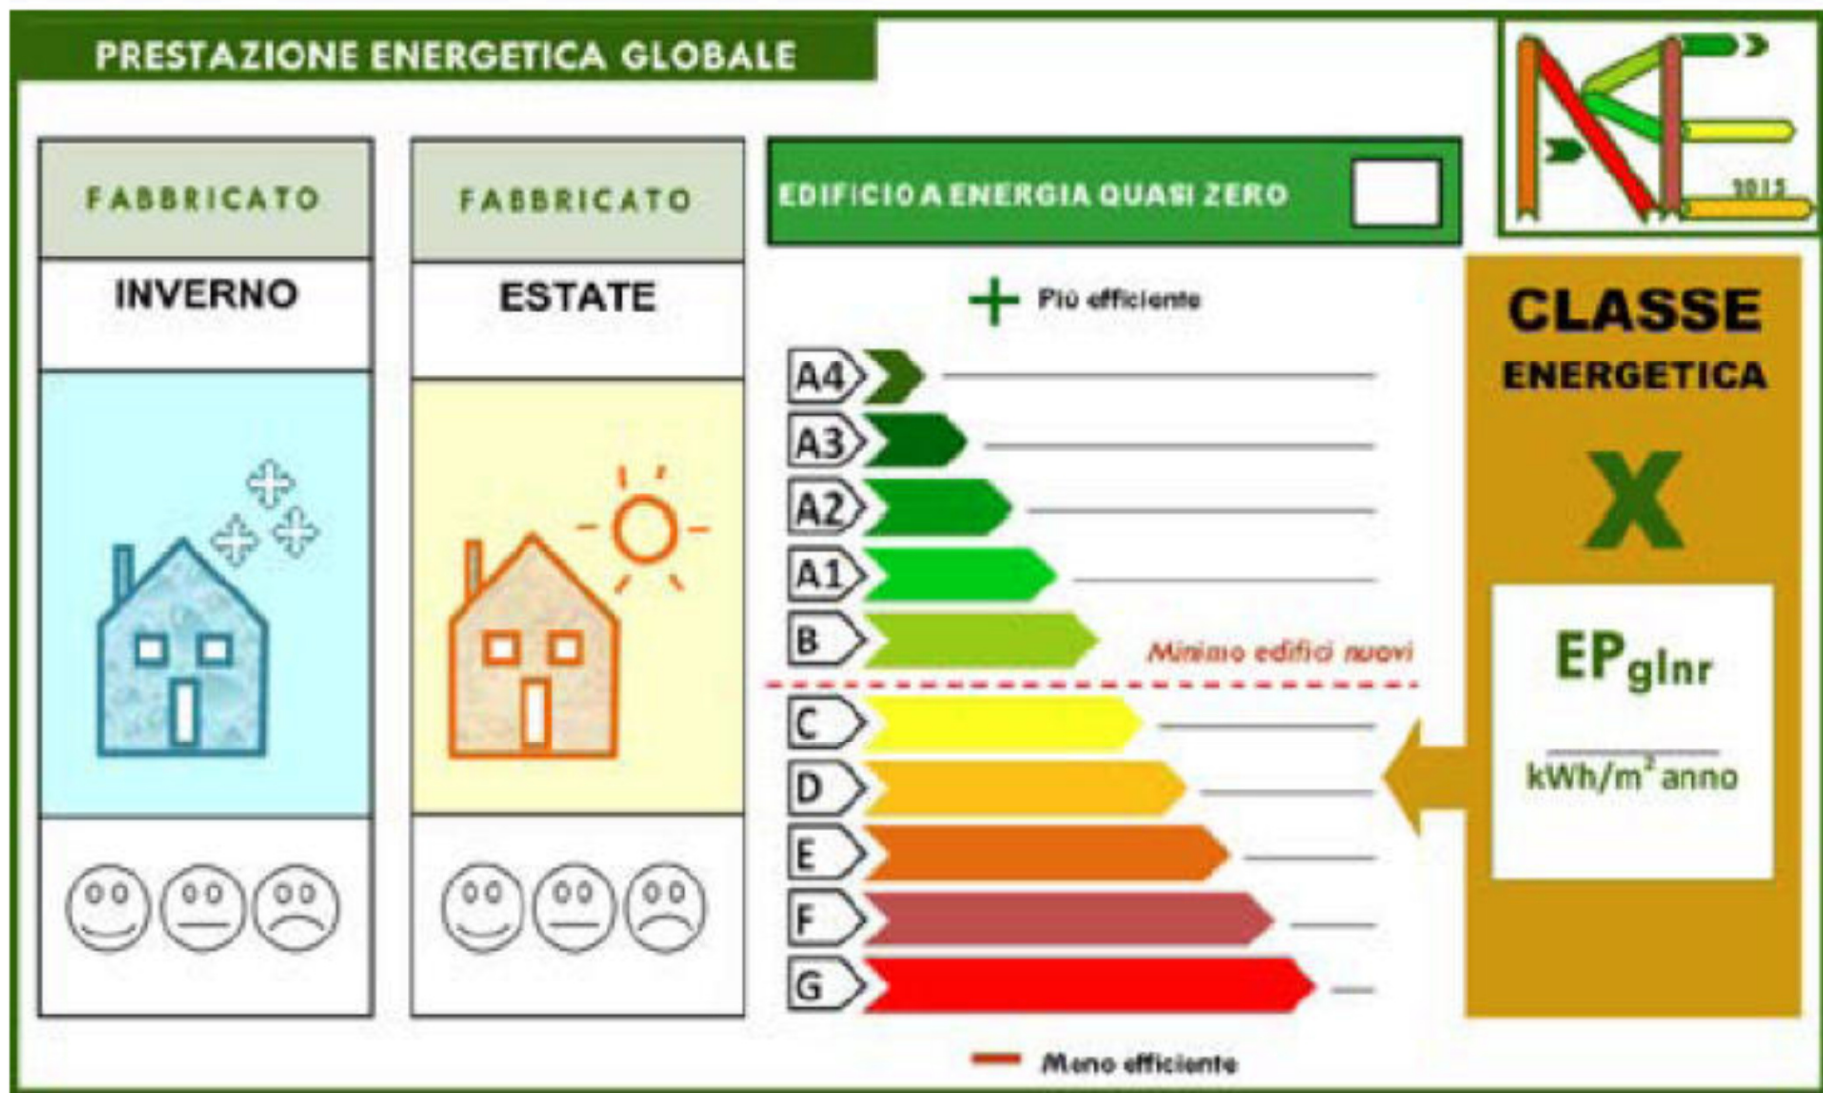 PRESTAZIONE ENERGETICA GLOBALE
2015
FABBRICATO
INVERNO
FABBRICATO
ESTATE
EDIFICIO A ENERGIA QUASI ZERO
Più efficiente
A4
A3
A2
A1
B
Minimo edifici nuovi
C
D
E
F
G
Meno efficiente
CLASSE
ENERGETICA
X
EPglnr
kWh/m² anno